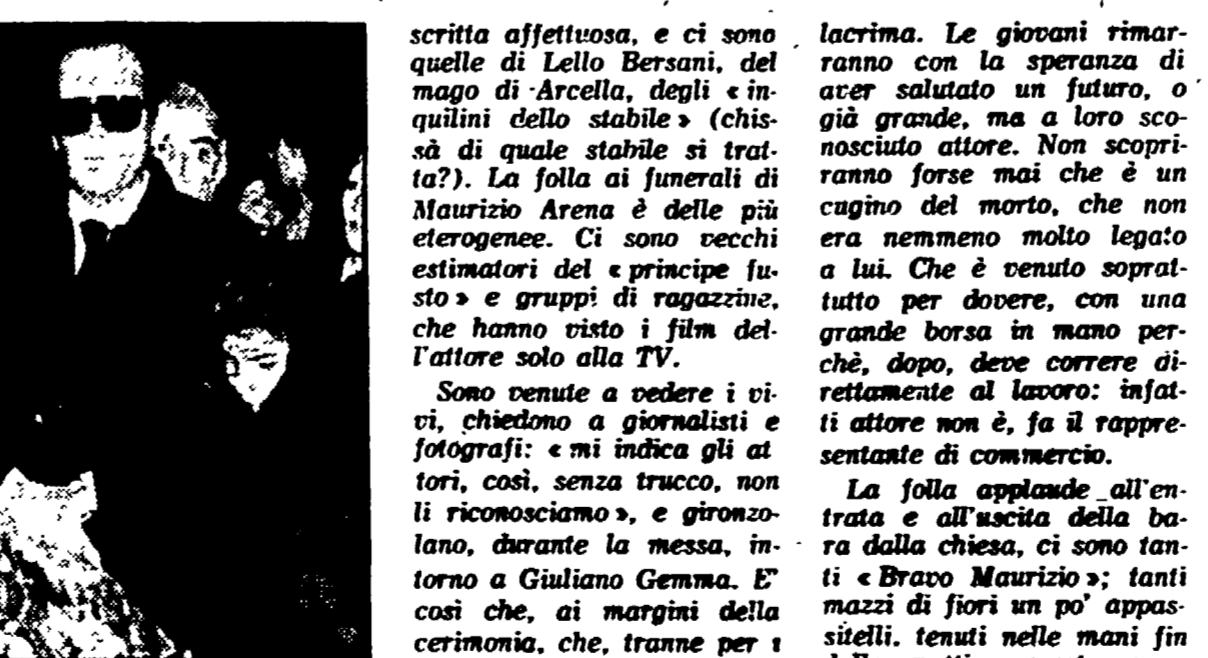 scritta affettuosa, e ci sono
quelle di Lello Bersani, del
mago di Arcella, degli « in-
quilini dello stabile » (chis-
sà di quale stabile si trat-
ta?). La folla ai funerali di
Maurizio Arena è delle più
eterogenee. Ci sono vecchi
estimatori del « principe fu-
sto » e gruppi di ragazzine,
che hanno visto i film del-
l'attore solo alla TV.
Sono venute a vedere i vi-
vi, chiedono a giornalisti e
fotografi: « mi indica gli at
tori, così, senza trucco, non
li riconosciamo », e gironzo-
lano, durante la messa, in-
torno a Giuliano Gemma. E'
così che, ai margini della
cerimonia, che, tranne per i
lacrima. Le giovani rimar-
ranno con la speranza di
aver salutato un futuro, o
già grande, ma a loro sco-
nosciuto attore. Non scopri-
ranno forse mai che è un
cugino del morto, che non
era nemmeno molto legato
a lui. Che è venuto soprat-
tutto per dovere, con una
grande borsa in mano per-
chè, dopo, deve correre di-
rettamente al lavoro: infat-
ti attore non è, fa il rappre-
sentante di commercio.
La folla applaude all'en-
trata e all'uscita della ba-
ra dalla chiesa, ci sono tan-
ti « Bravo Maurizio »; tanti
mazzi di fiori un po' appas-
sitelli, tenuti nelle mani fin